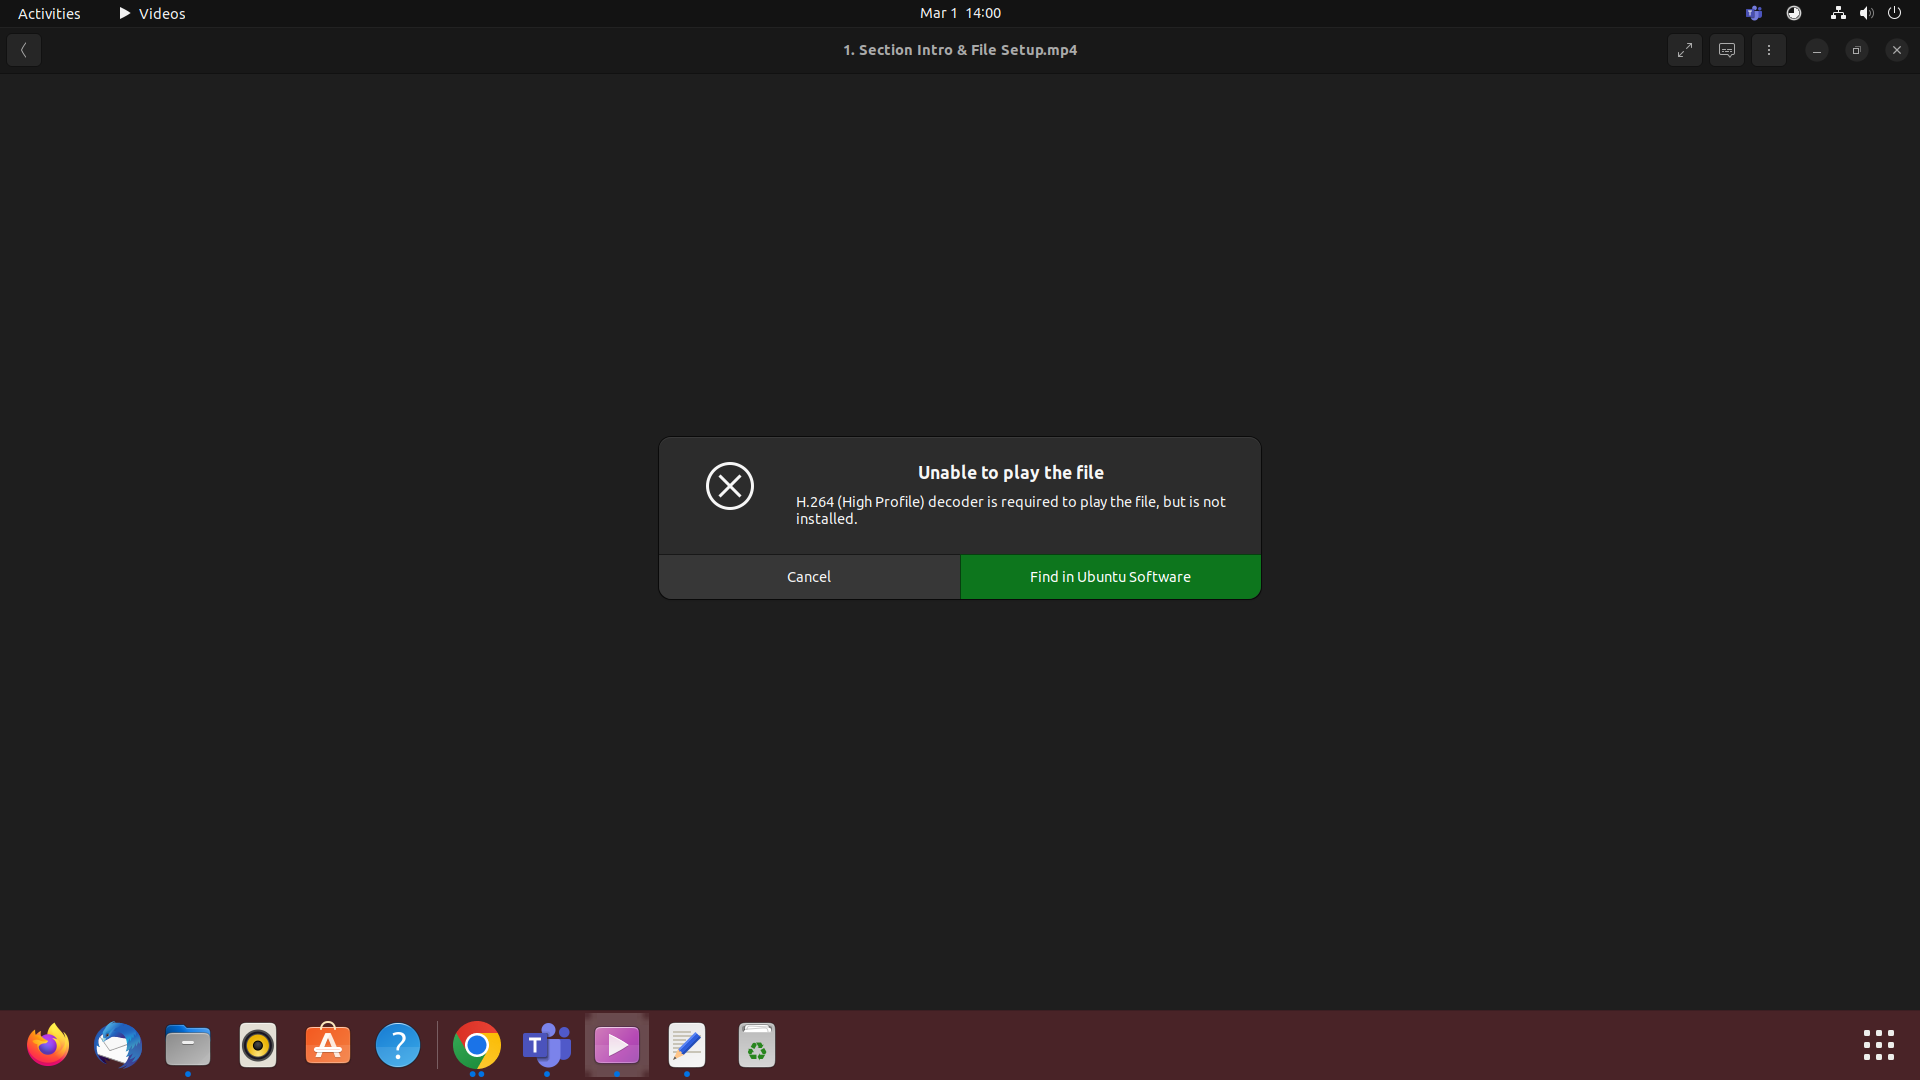 Activities
Videos
Mar 1 14:00
1. Section Intro & File Setup.mp4
Unable to play the file
H.264 (High Profile) decoder is required to play the file, but is not
installed.
Cancel
Find in Ubuntu Software